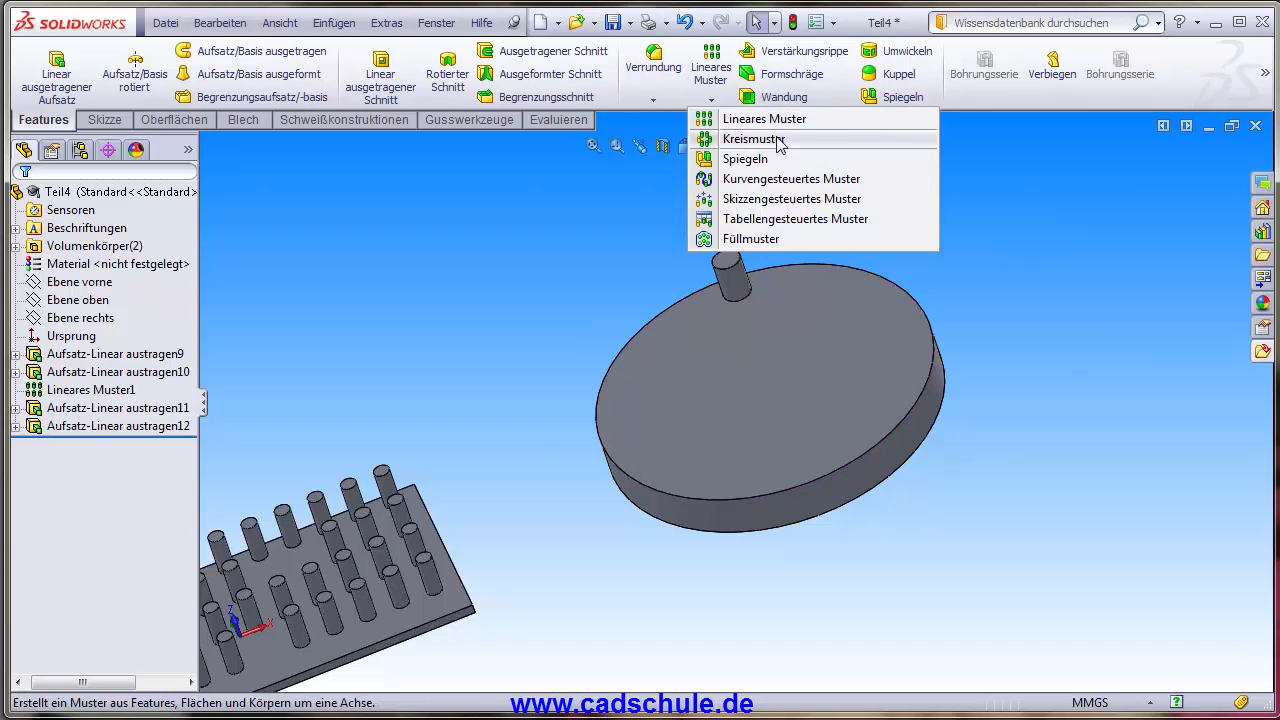 SOLIDWORKS
Datei Bearbeiten Ansicht Einfügen Extras Fenster Hilfe
Teil4 *
Wissensdatenbank durchsuchen
Linear ausgetragener Aufsatz
Aufsatz/Basis rotiert
Aufsatz/Basis ausgetragen
Aufsatz/Basis ausgeformt
Begrenzungsaufsatz/-basis
Linear ausgetragener Schnitt
Rotierter Schnitt
Ausgetragener Schnitt
Ausgeformter Schnitt
Begrenzungsschnitt
Verrundung
Lineares Muster
Verstärkungsrippe
Formschräge
Wandung
Umwickeln
Kuppel
Spiegeln
Bohrungsserie
Verbiegen
Bohrungsserie
Features Skizze Oberflächen Blech Schweißkonstruktionen Gusswerkzeuge Evaluieren
Lineares Muster
Kreismuster
Spiegeln
Kurvengesteuertes Muster
Skizzengesteuertes Muster
Tabellengesteuertes Muster
Füllmuster
Teil4 (Standard<<Standard>
Sensoren
Beschriftungen
Volumenkörper(2)
Material <nicht festgelegt>
Ebene vorne
Ebene oben
Ebene rechts
Ursprung
Aufsatz-Linear austragen9
Aufsatz-Linear austragen10
Lineares Muster1
Aufsatz-Linear austragen11
Aufsatz-Linear austragen12
Z
X
Erstellt ein Muster aus Features, Flächen und Körpern um eine Achse.
www.cadschule.de
MMGS